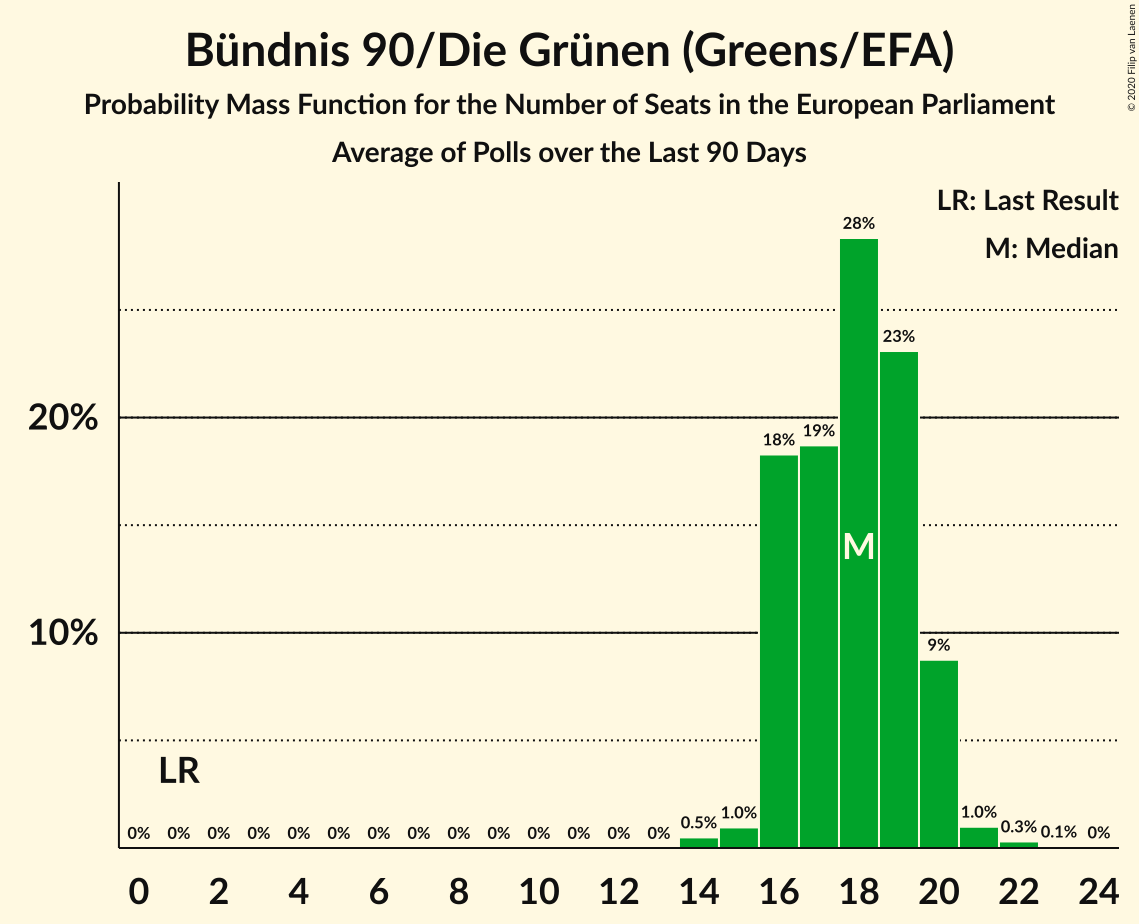 Bündnis 90/Die Grünen (Greens/EFA)
Probability Mass Function for the Number of Seats in the European Parliament
Average of Polls over the Last 90 Days
© 2020 Filip van Laenen
LR: Last Result
M: Median
28%
23%
20%
19%
18%
M
10%
9%
LR
0% 0% 0% 0% 0% 0% 0% 0% 0% 0% 0% 0% 0% 0% 0.5% 1.0% 1.0% 0.3% 0.1% 0%
0 2 4 6 8 10 12 14 16 18 20 22 24